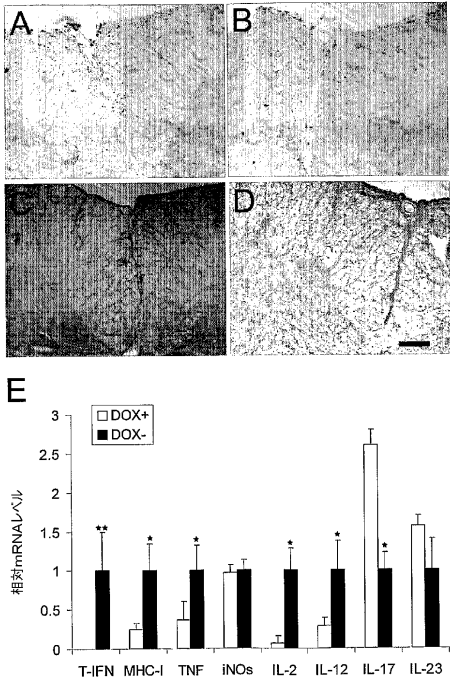 A
B
C
D
E
相対mRNAレベル
3
2.5
2
1.5
1
0.5
0
DOX+
DOX-
** * * * * *
T-IFN MHC-I TNF iNOs IL-2 IL-12 IL-17 IL-23